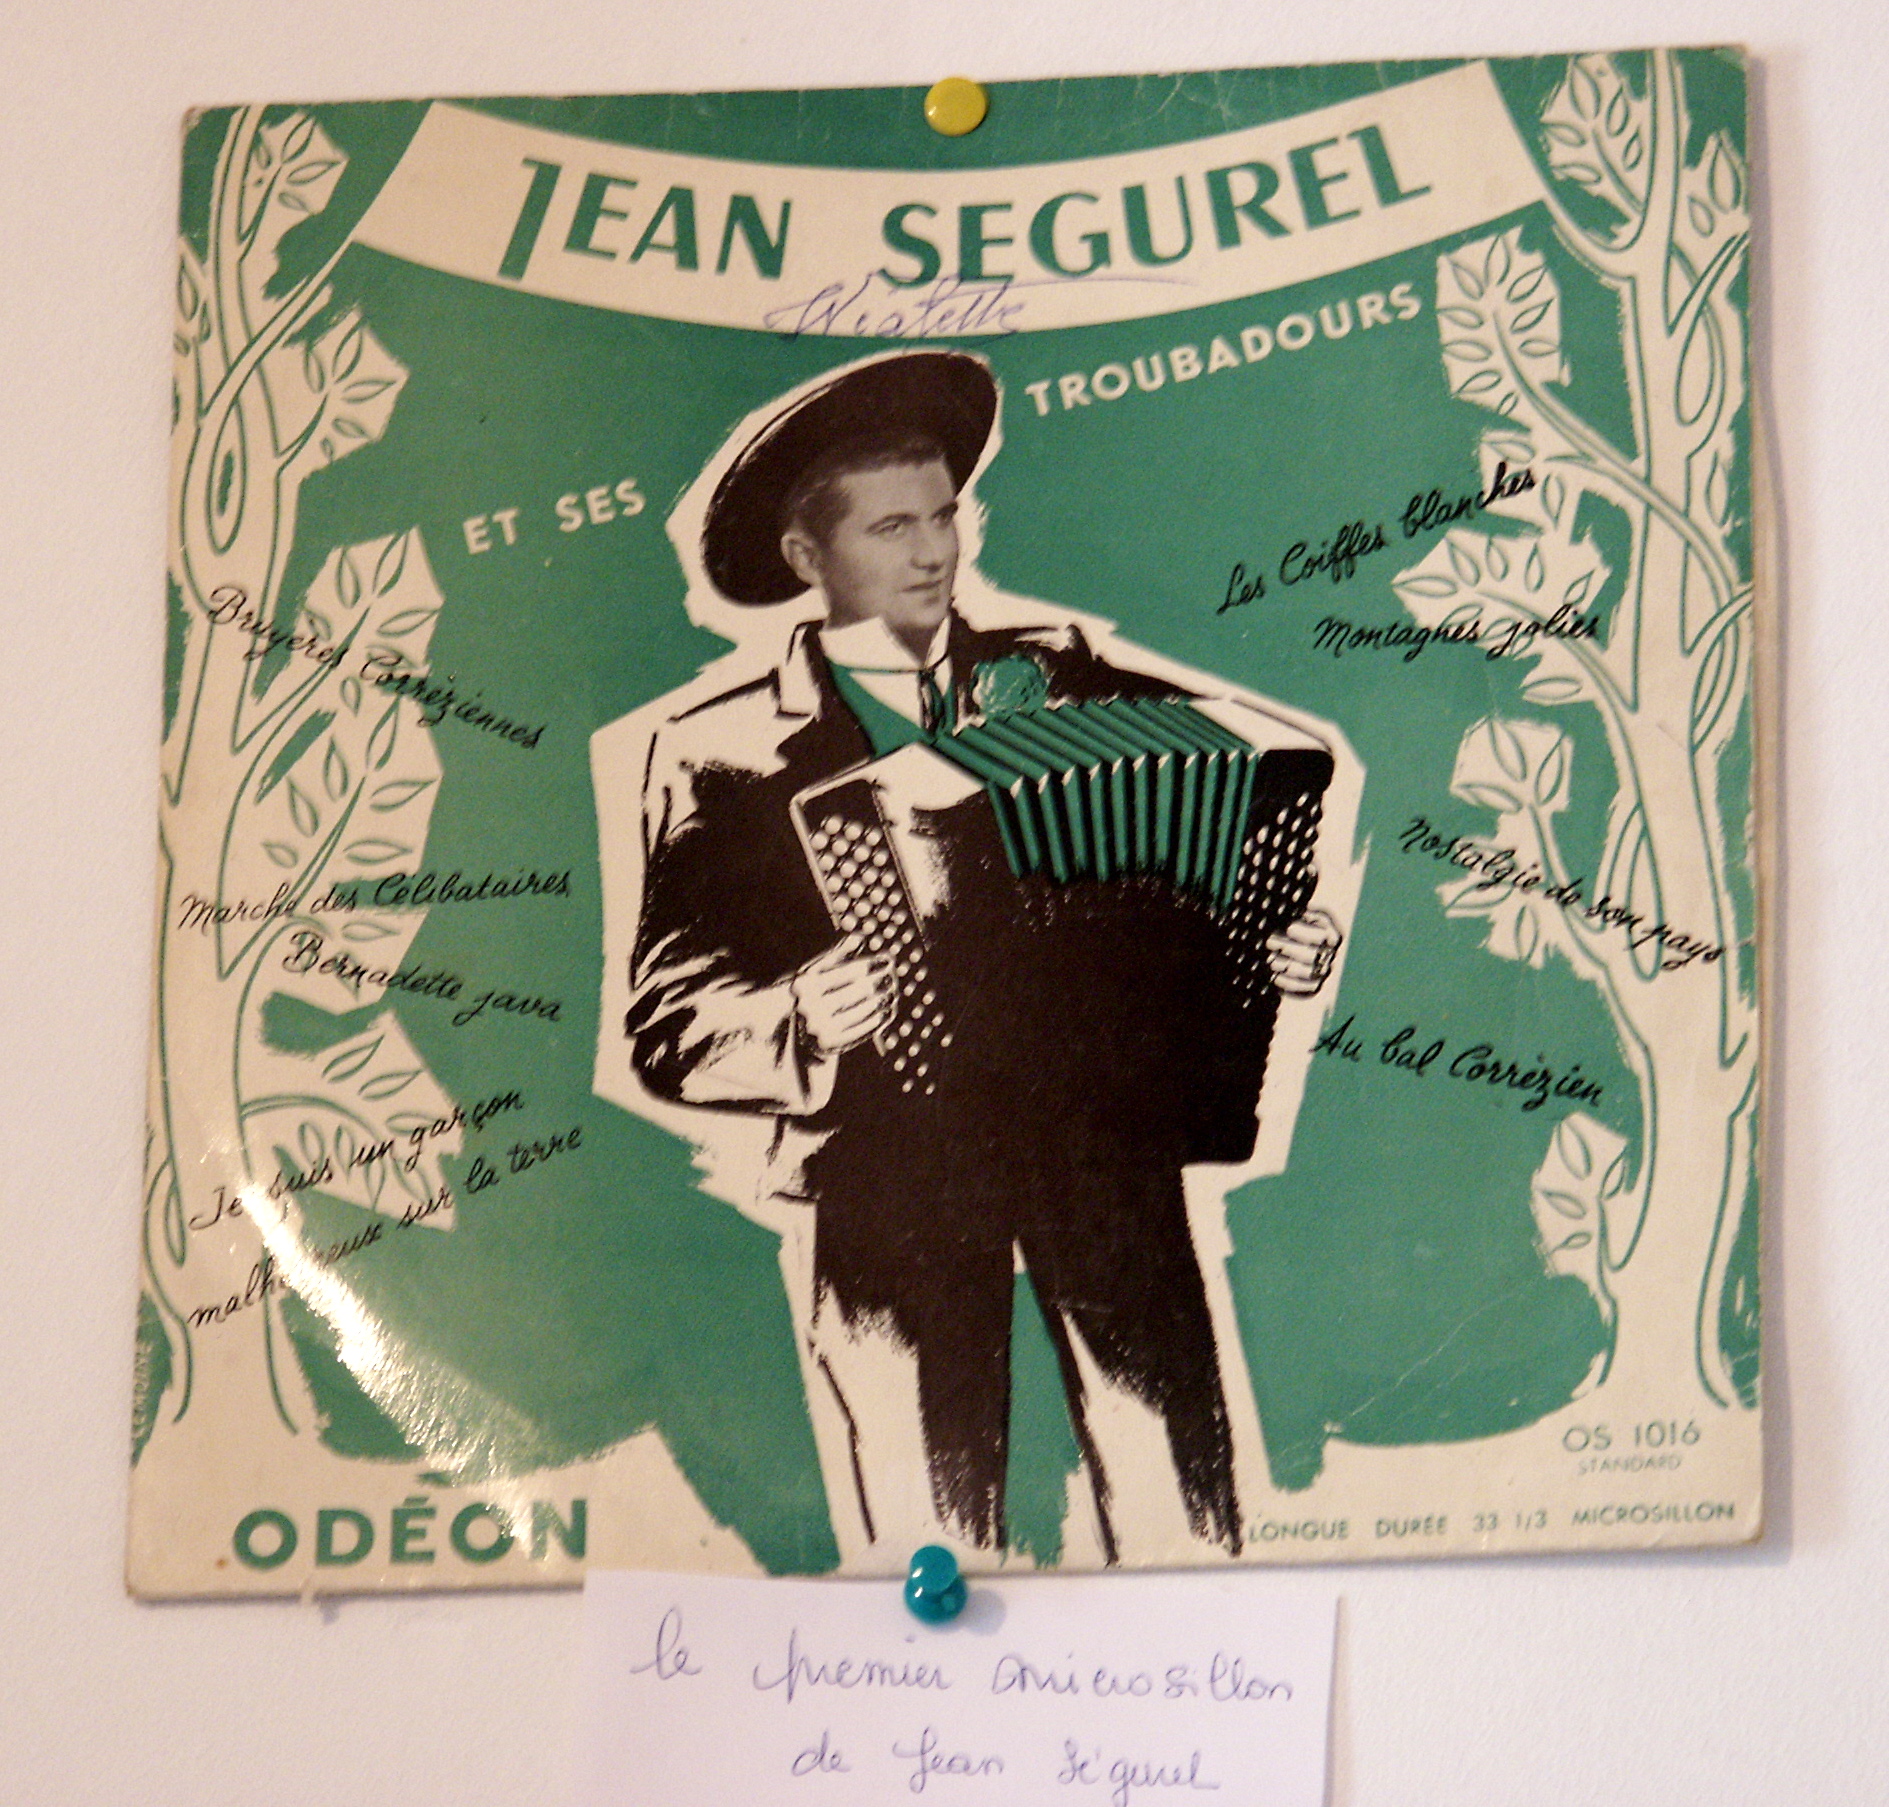 JEAN SEGUREL
ET SES TROUBADOURS
Bruyères Corréziennes
Marche des Célibataires
Bernadette java
Je suis un garçon
malheureux sur la terre
Les Coiffes blanches
Montagnes jolies
Nostalgie de son pays
Au bal Corrézien
ODÉON
OS 1016
STANDARD
LONGUE DURÉE 33 1/3 MICROSILLON
le premier microsillon
de Jean Ségurel